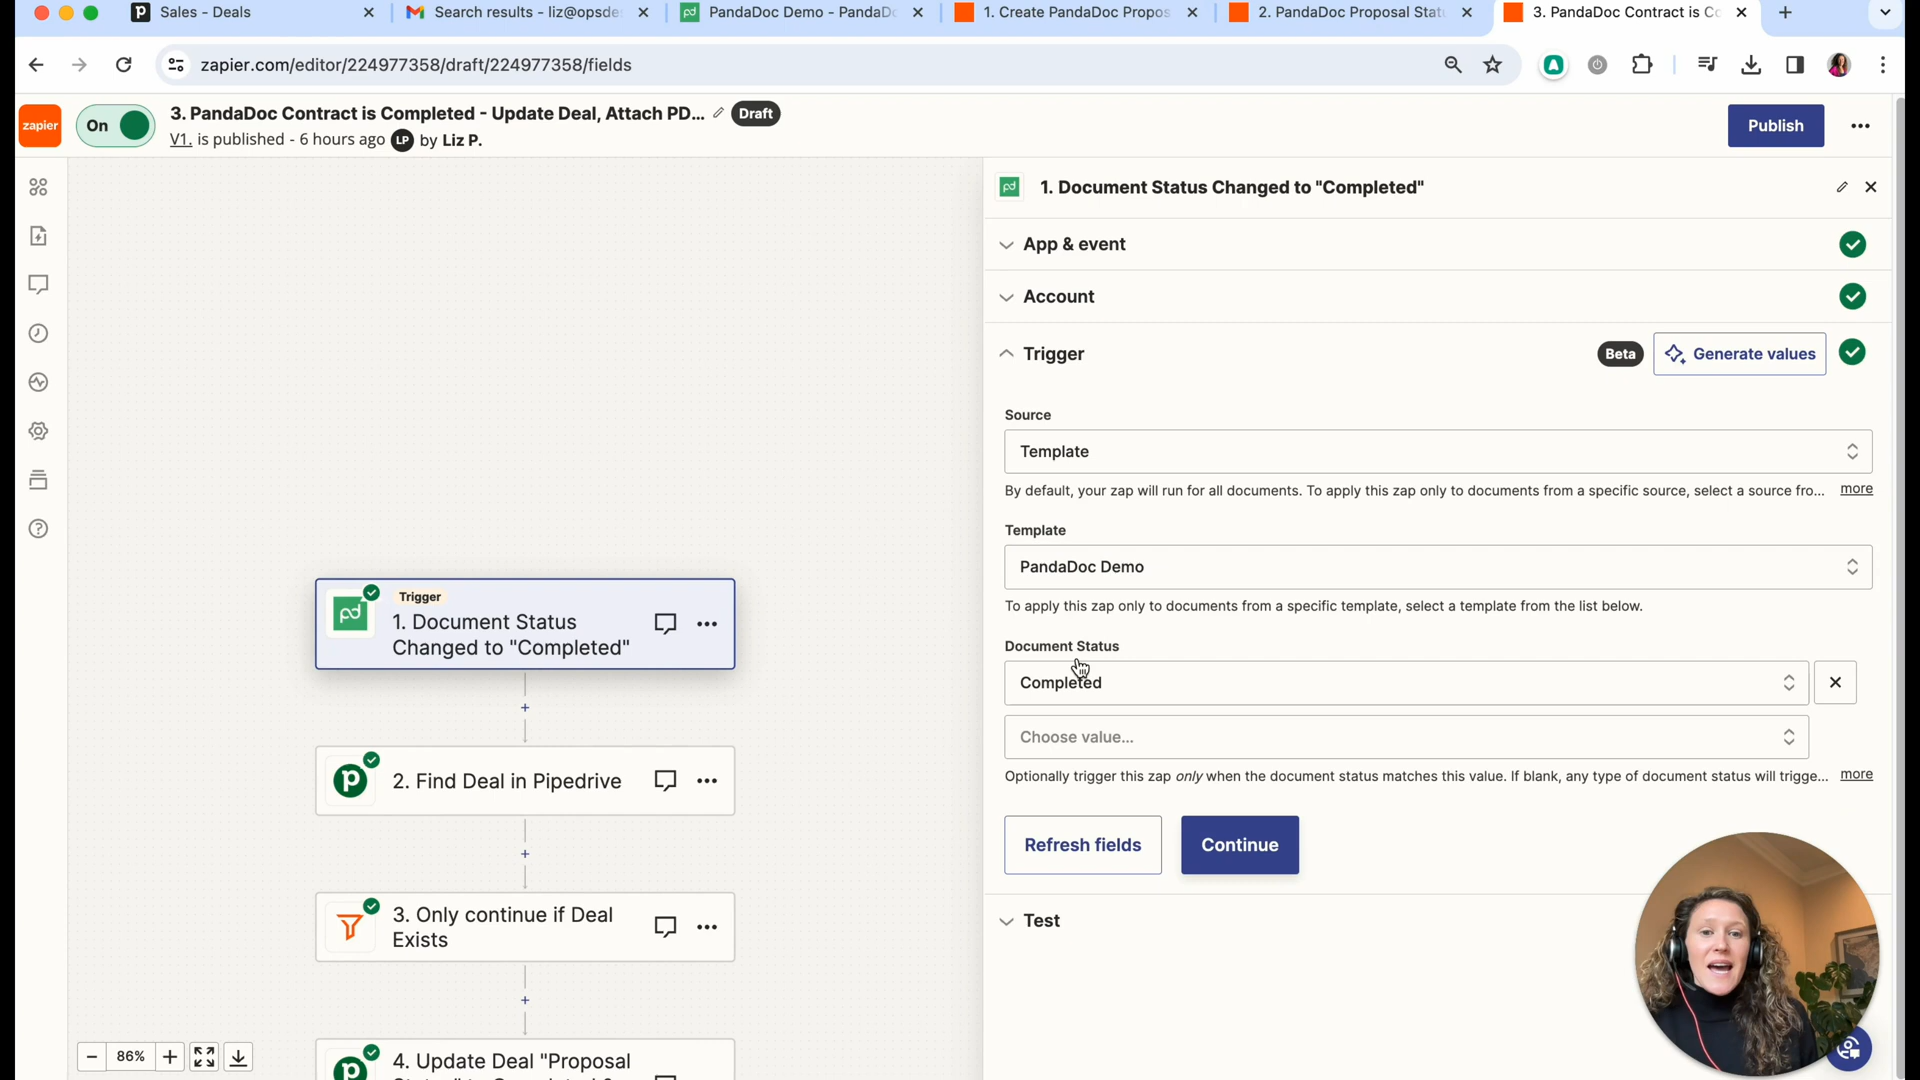 Sales - Deals
Search results - liz@opsde
PandaDoc Demo - PandaDo
1. Create PandaDoc Propos
2. PandaDoc Proposal Statu
3. PandaDoc Contract is Co
zapier.com/editor/224977358/draft/224977358/fields
zapier
On
3. PandaDoc Contract is Completed - Update Deal, Attach PD...
Draft
V1. is published - 6 hours ago LP by Liz P.
Publish
1. Document Status Changed to "Completed"
App & event
Account
Trigger
Beta
Generate values
Source
Template
By default, your zap will run for all documents. To apply this zap only to documents from a specific source, select a source fro... more
Template
PandaDoc Demo
To apply this zap only to documents from a specific template, select a template from the list below.
Document Status
Completed
Choose value...
Optionally trigger this zap only when the document status matches this value. If blank, any type of document status will trigge... more
Refresh fields
Continue
Test
Trigger
1. Document Status
Changed to "Completed"
2. Find Deal in Pipedrive
3. Only continue if Deal
Exists
4. Update Deal "Proposal
86%